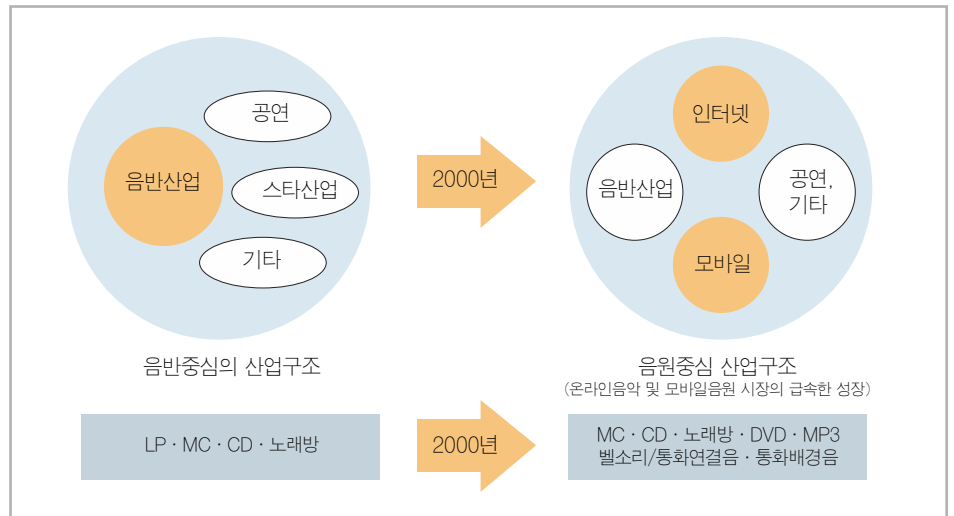 공연
음반산업
스타산업
기타
2000년
인터넷
음반산업
공연,
기타
모바일
음반중심의 산업구조
음원중심 산업구조
(온라인음악 및 모바일음원 시장의 급속한 성장)
LP · MC · CD · 노래방
2000년
MC · CD · 노래방 · DVD · MP3
벨소리/통화연결음 · 통화배경음